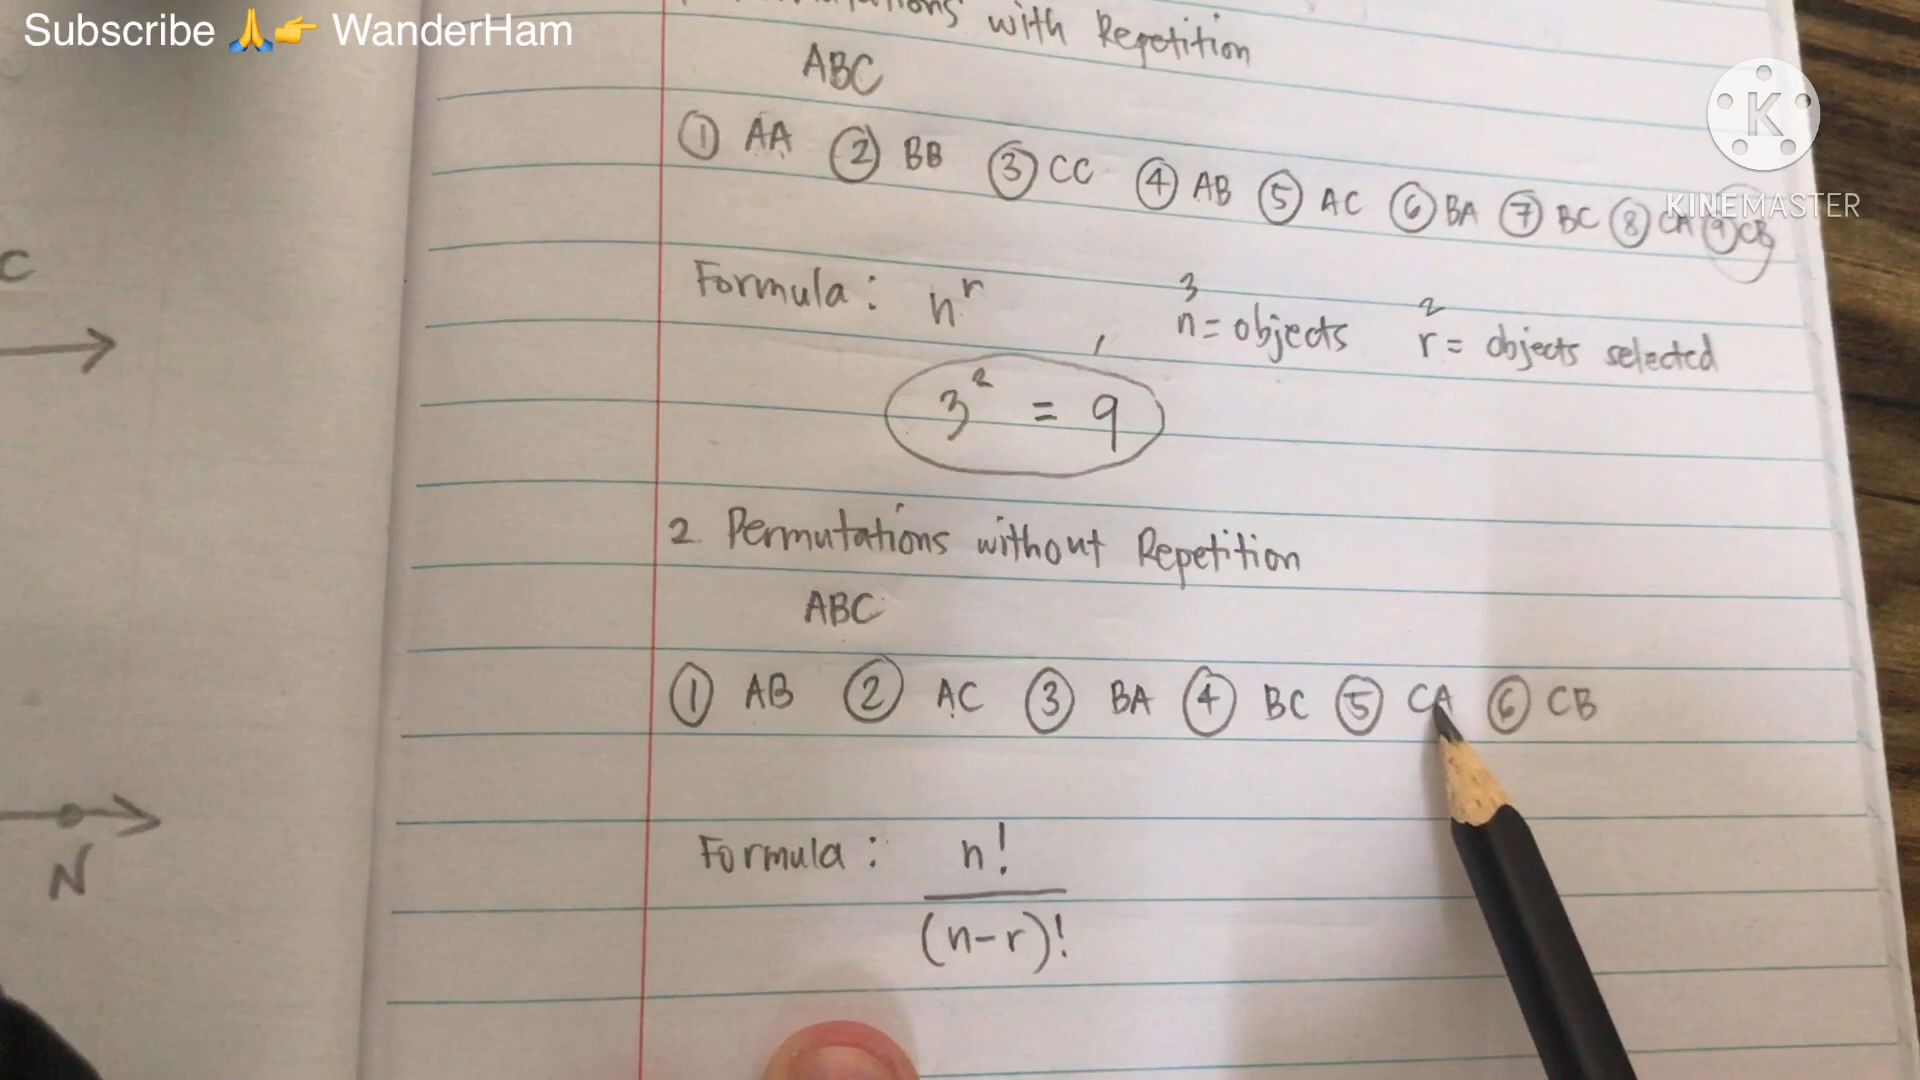 Subscribe 🙏👉 WanderHam
with Repetition
ABC
① AA ② BB ③ CC ④ AB ⑤ AC ⑥ BA ⑦ BC ⑧ CA ⑨ CB
K
KINEMASTER
Formula : nʳ , n = objects r = objects selected
3 2
3² = 9
2 Permutations without Repetition
ABC
① AB ② AC ③ BA ④ BC ⑤ CA ⑥ CB
Formula : n!
(n-r)!
C
N